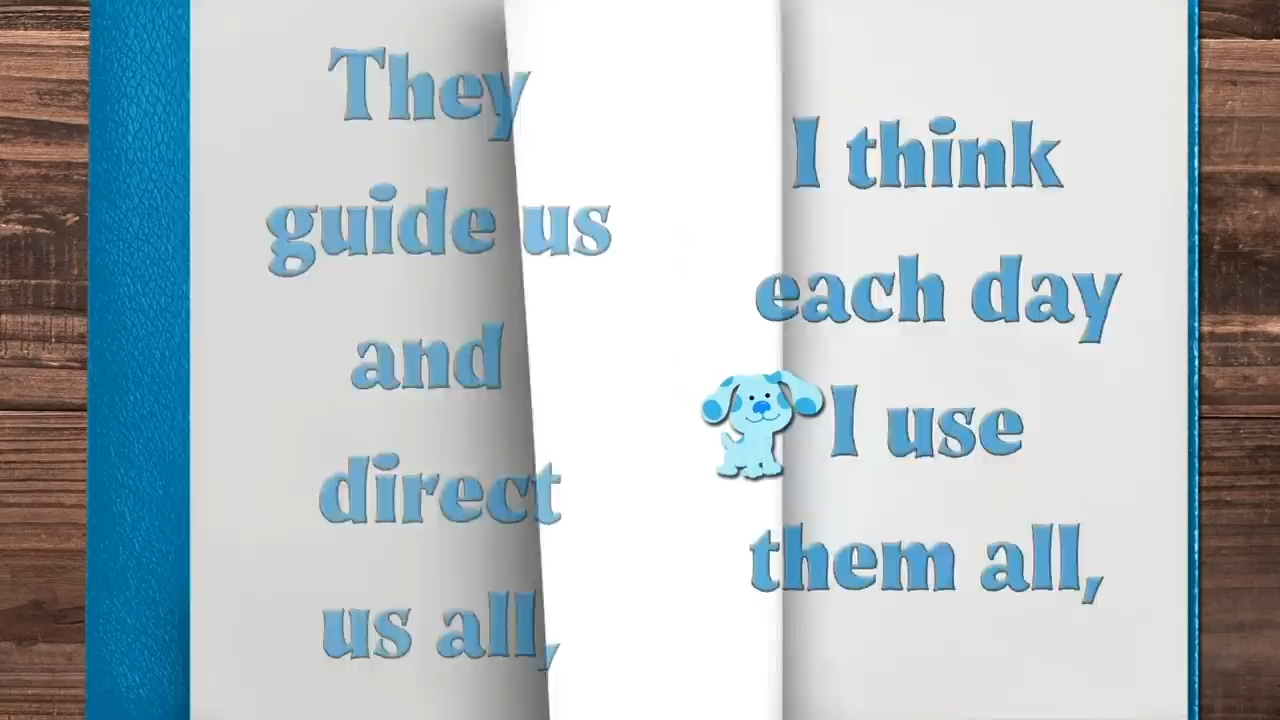 They
guide us
and
direct
us all,
I think
each day
I use
them all,